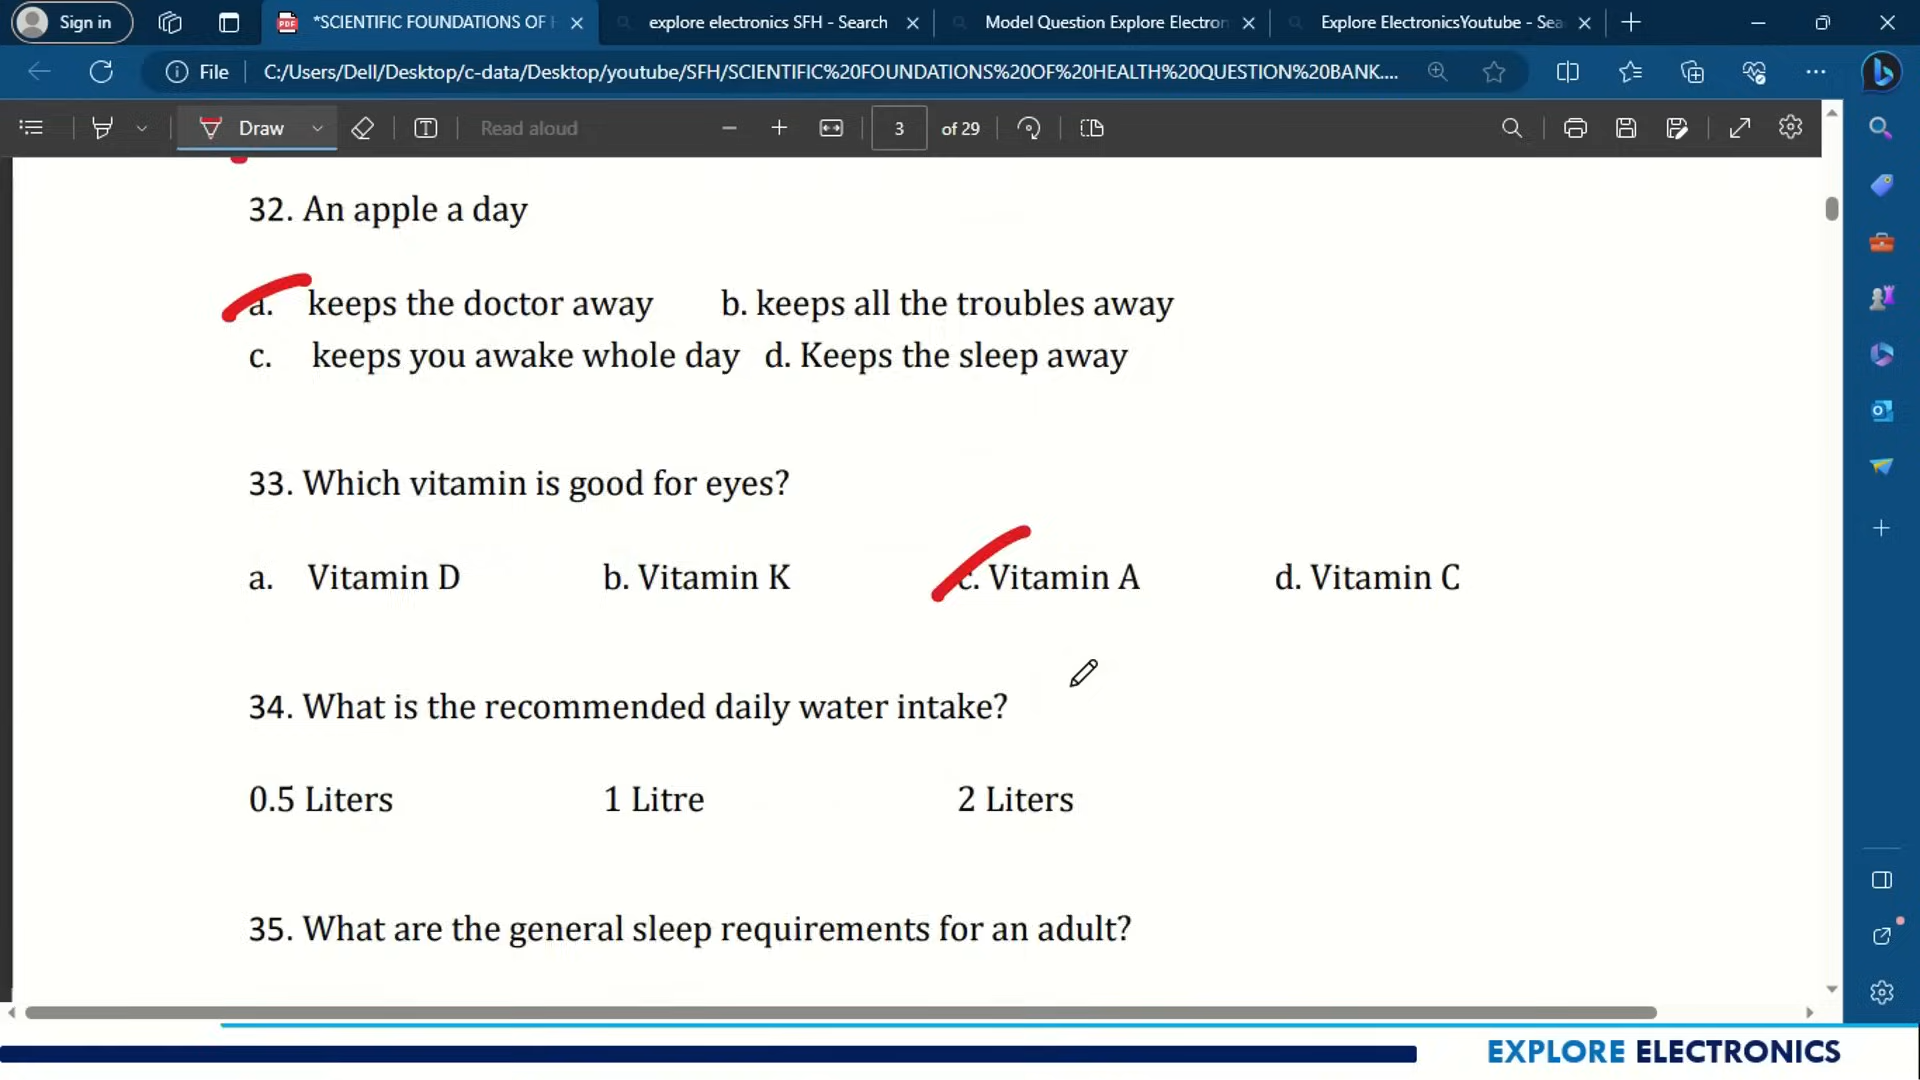 Sign in
*SCIENTIFIC FOUNDATIONS OF H
explore electronics SFH - Search
Model Question Explore Electron
Explore ElectronicsYoutube - Sea
File
C:/Users/Dell/Desktop/c-data/Desktop/youtube/SFH/SCIENTIFIC%20FOUNDATIONS%20OF%20HEALTH%20QUESTION%20BANK....
Draw
Read aloud
3 of 29
32. An apple a day
a. keeps the doctor away b. keeps all the troubles away
c. keeps you awake whole day d. Keeps the sleep away
33. Which vitamin is good for eyes?
a. Vitamin D b. Vitamin K c. Vitamin A d. Vitamin C
34. What is the recommended daily water intake?
0.5 Liters 1 Litre 2 Liters
35. What are the general sleep requirements for an adult?
EXPLORE ELECTRONICS